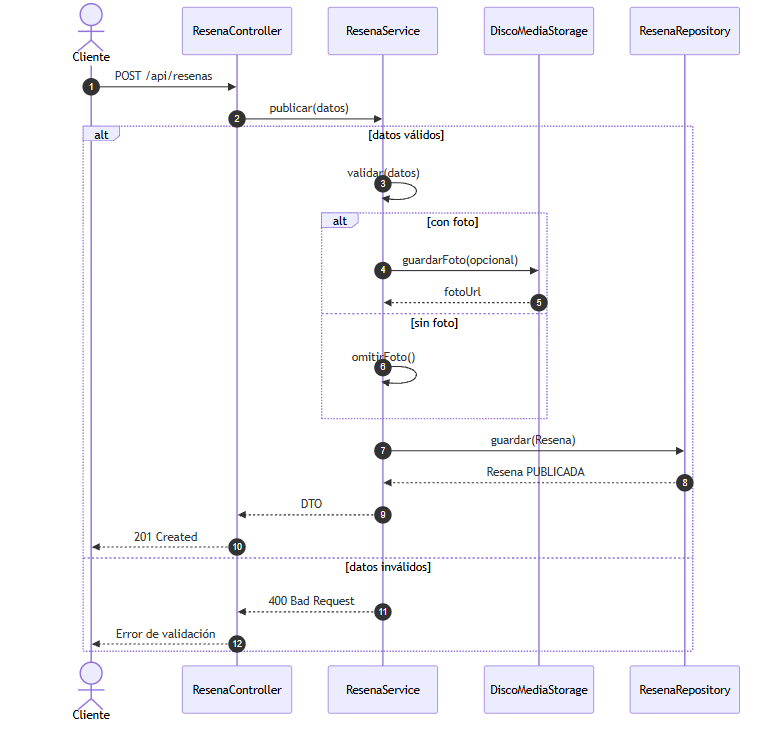 ResenaController
ResenaService
DiscoMediaStorage
ResenaRepository
Cliente
1
POST /api/resenas
2
publicar(datos)
alt
[datos válidos]
validar(datos)
3
alt
[con foto]
4
guardarFoto(opcional)
fotoUrl
5
[sin foto]
omitirFoto()
6
7
guardar(Resena)
Resena PUBLICADA
8
DTO
9
201 Created
10
[datos inválidos]
400 Bad Request
11
Error de validación
12
ResenaController
ResenaService
DiscoMediaStorage
ResenaRepository
Cliente